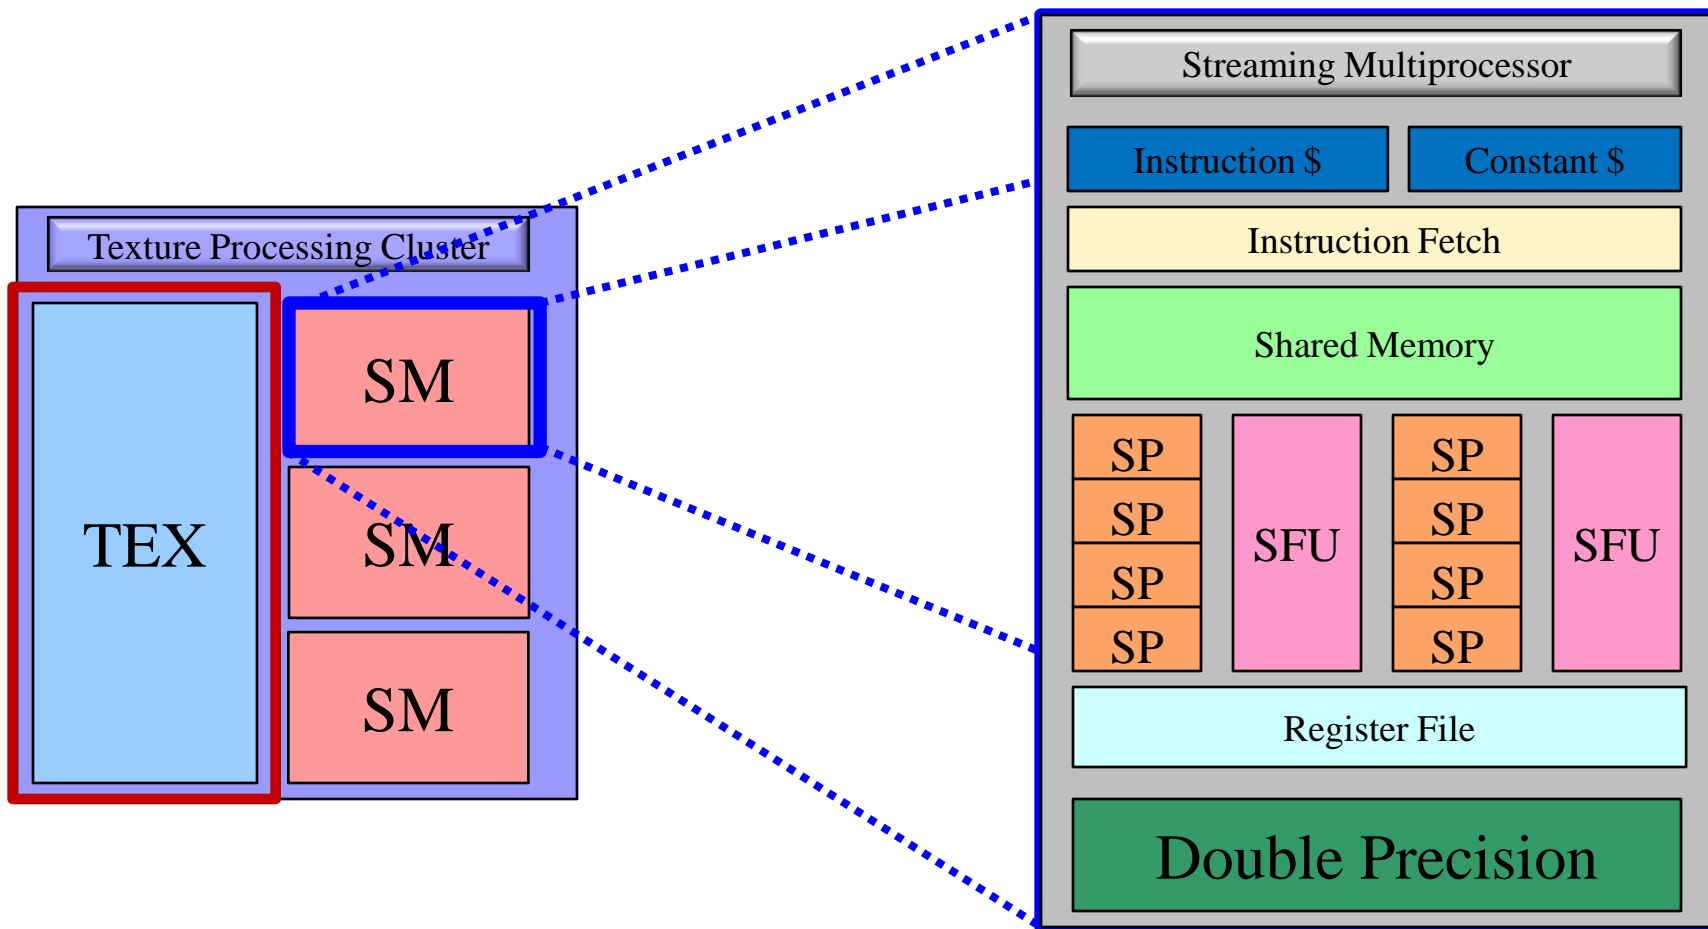 Texture Processing Cluster
TEX
SM
SM
SM
Streaming Multiprocessor
Instruction $
Constant $
Instruction Fetch
Shared Memory
SP
SP
SP
SP
SFU
SP
SP
SP
SP
SFU
Register File
Double Precision